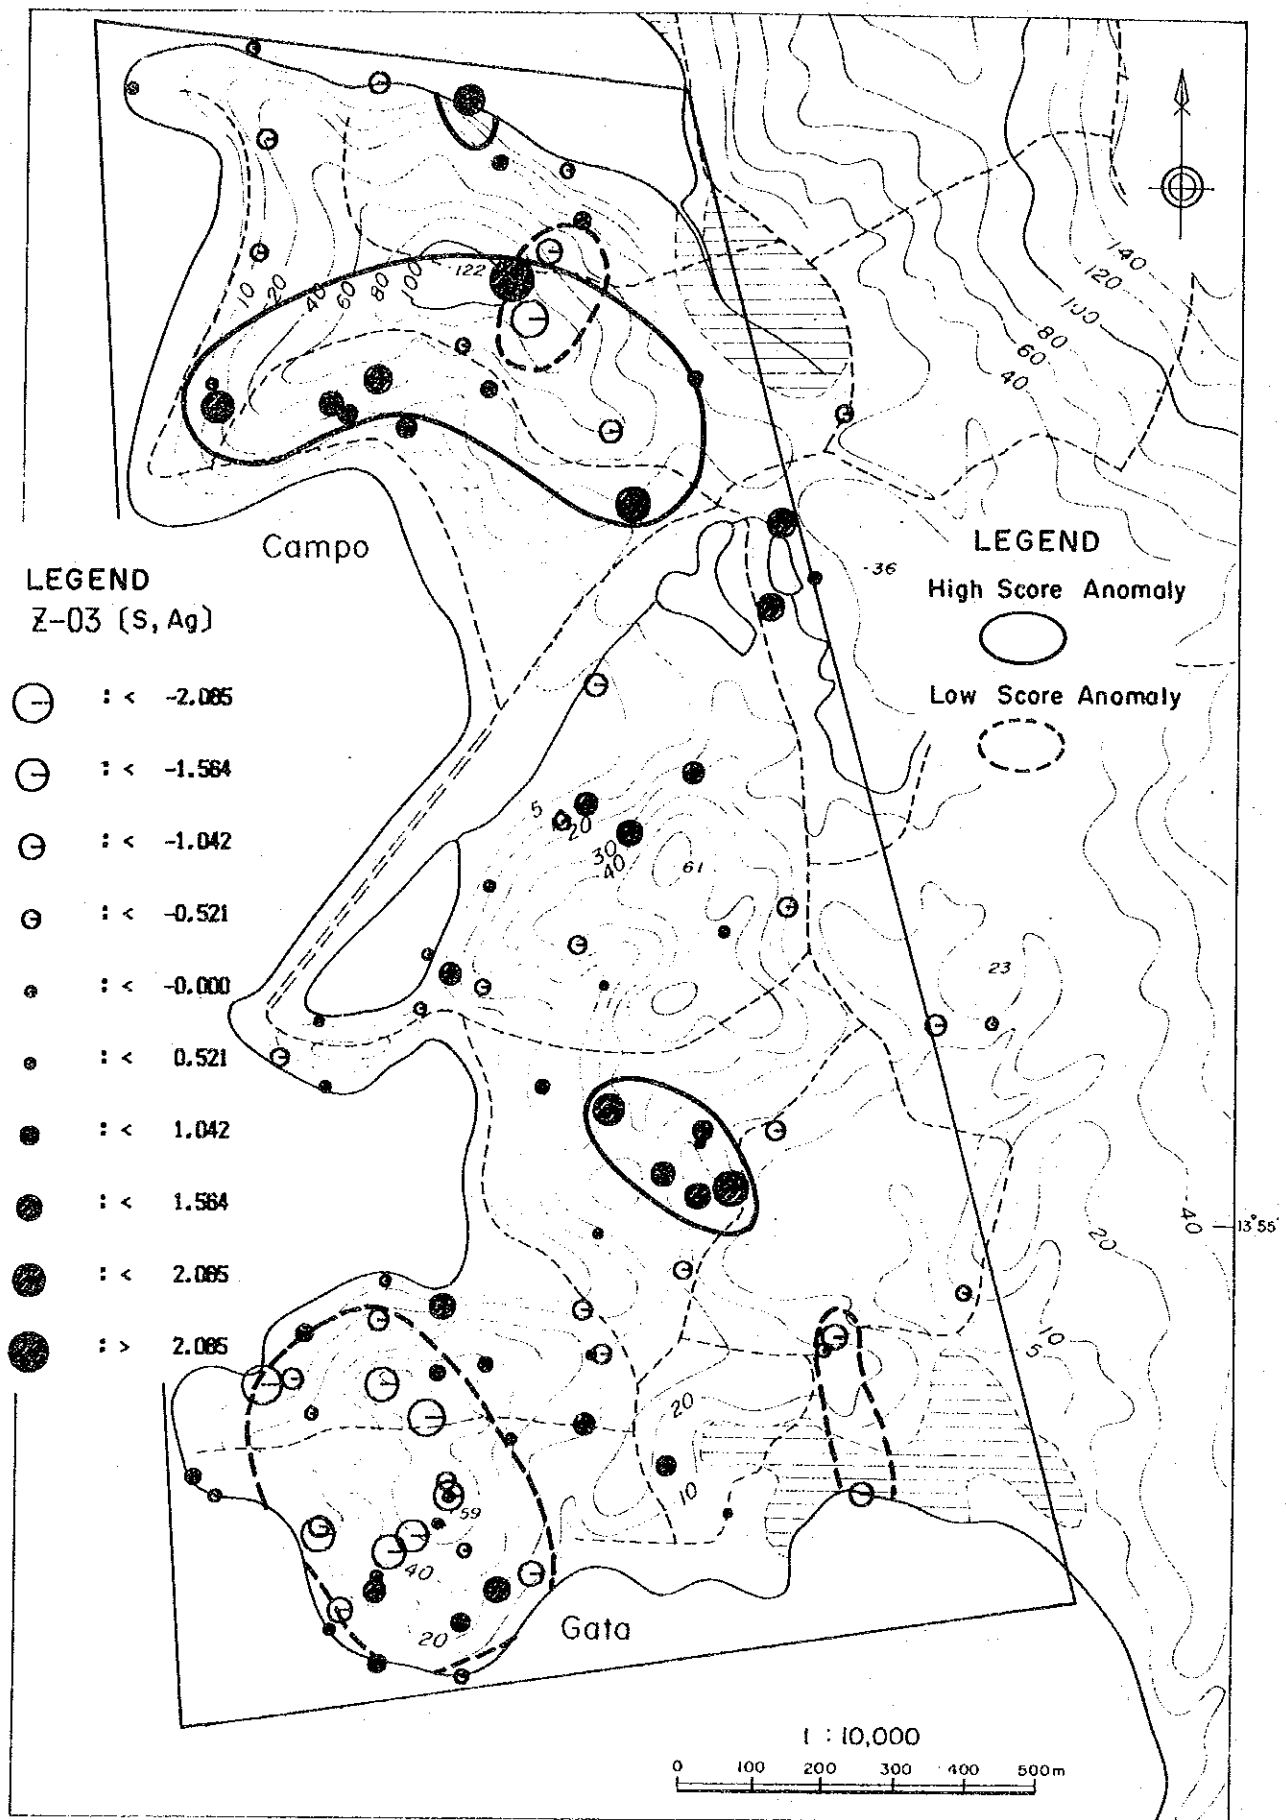 140
120
100
80
60
40
122
10
20
40
60
80
100
Campo
LEGEND
Z-03 (S, Ag)
: < -2.085
: < -1.564
: < -1.042
: < -0.521
: < -0.000
: < 0.521
: < 1.042
: < 1.564
: < 2.085
: > 2.085
LEGEND
High Score Anomaly
Low Score Anomaly
36
5
20
30
40
61
23
40
20
13°55'
10
5
20
10
59
40
20
Gata
1 : 10,000
0 100 200 300 400 500m